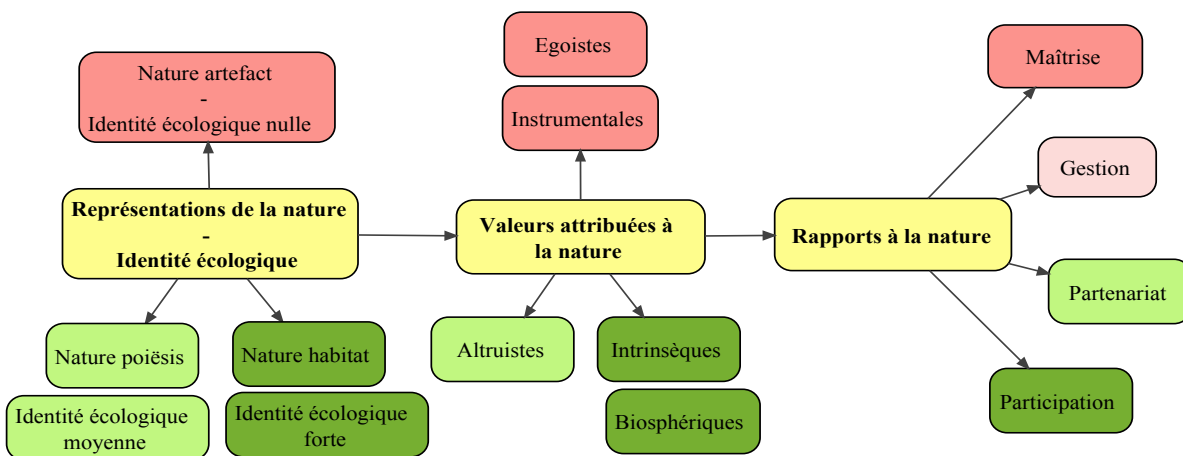 Nature artefact
-
Identité écologique nulle
Représentations de la nature
-
Identité écologique
Nature poiësis
Identité écologique
moyenne
Nature habitat
Identité écologique
forte
Egoistes
Instrumentales
Valeurs attribuées à
la nature
Altruistes
Intrinsèques
Biosphériques
Maîtrise
Gestion
Rapports à la nature
Partenariat
Participation